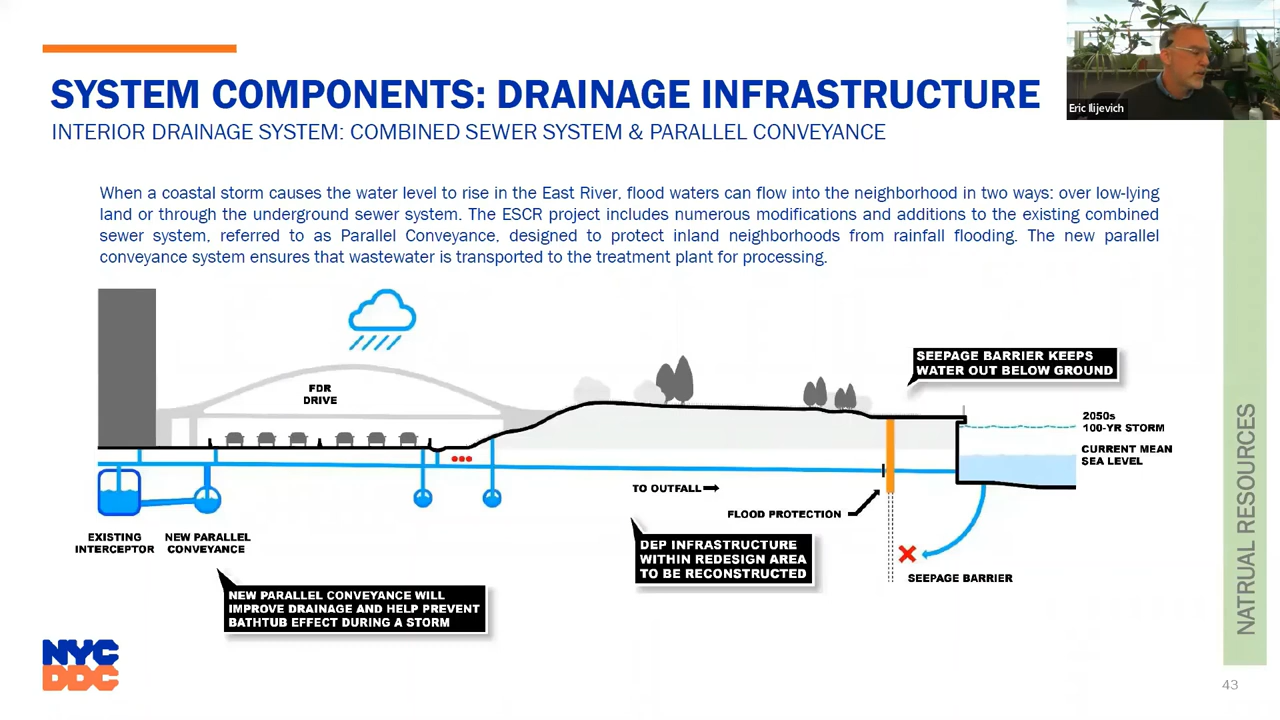 SYSTEM COMPONENTS: DRAINAGE INFRASTRUCTURE
Eric Ilijevich
INTERIOR DRAINAGE SYSTEM: COMBINED SEWER SYSTEM & PARALLEL CONVEYANCE
When a coastal storm causes the water level to rise in the East River, flood waters can flow into the neighborhood in two ways: over low-lying
land or through the underground sewer system. The ESCR project includes numerous modifications and additions to the existing combined
sewer system, referred to as Parallel Conveyance, designed to protect inland neighborhoods from rainfall flooding. The new parallel
conveyance system ensures that wastewater is transported to the treatment plant for processing.
SEEPAGE BARRIER KEEPS
WATER OUT BELOW GROUND
FDR
DRIVE
2050s
100-YR STORM
CURRENT MEAN
SEA LEVEL
TO OUTFALL
FLOOD PROTECTION
EXISTING
INTERCEPTOR
NEW PARALLEL
CONVEYANCE
DEP INFRASTRUCTURE
WITHIN REDESIGN AREA
TO BE RECONSTRUCTED
SEEPAGE BARRIER
NEW PARALLEL CONVEYANCE WILL
IMPROVE DRAINAGE AND HELP PREVENT
BATHTUB EFFECT DURING A STORM
NATRUAL RESOURCES
NYC
DDC
43